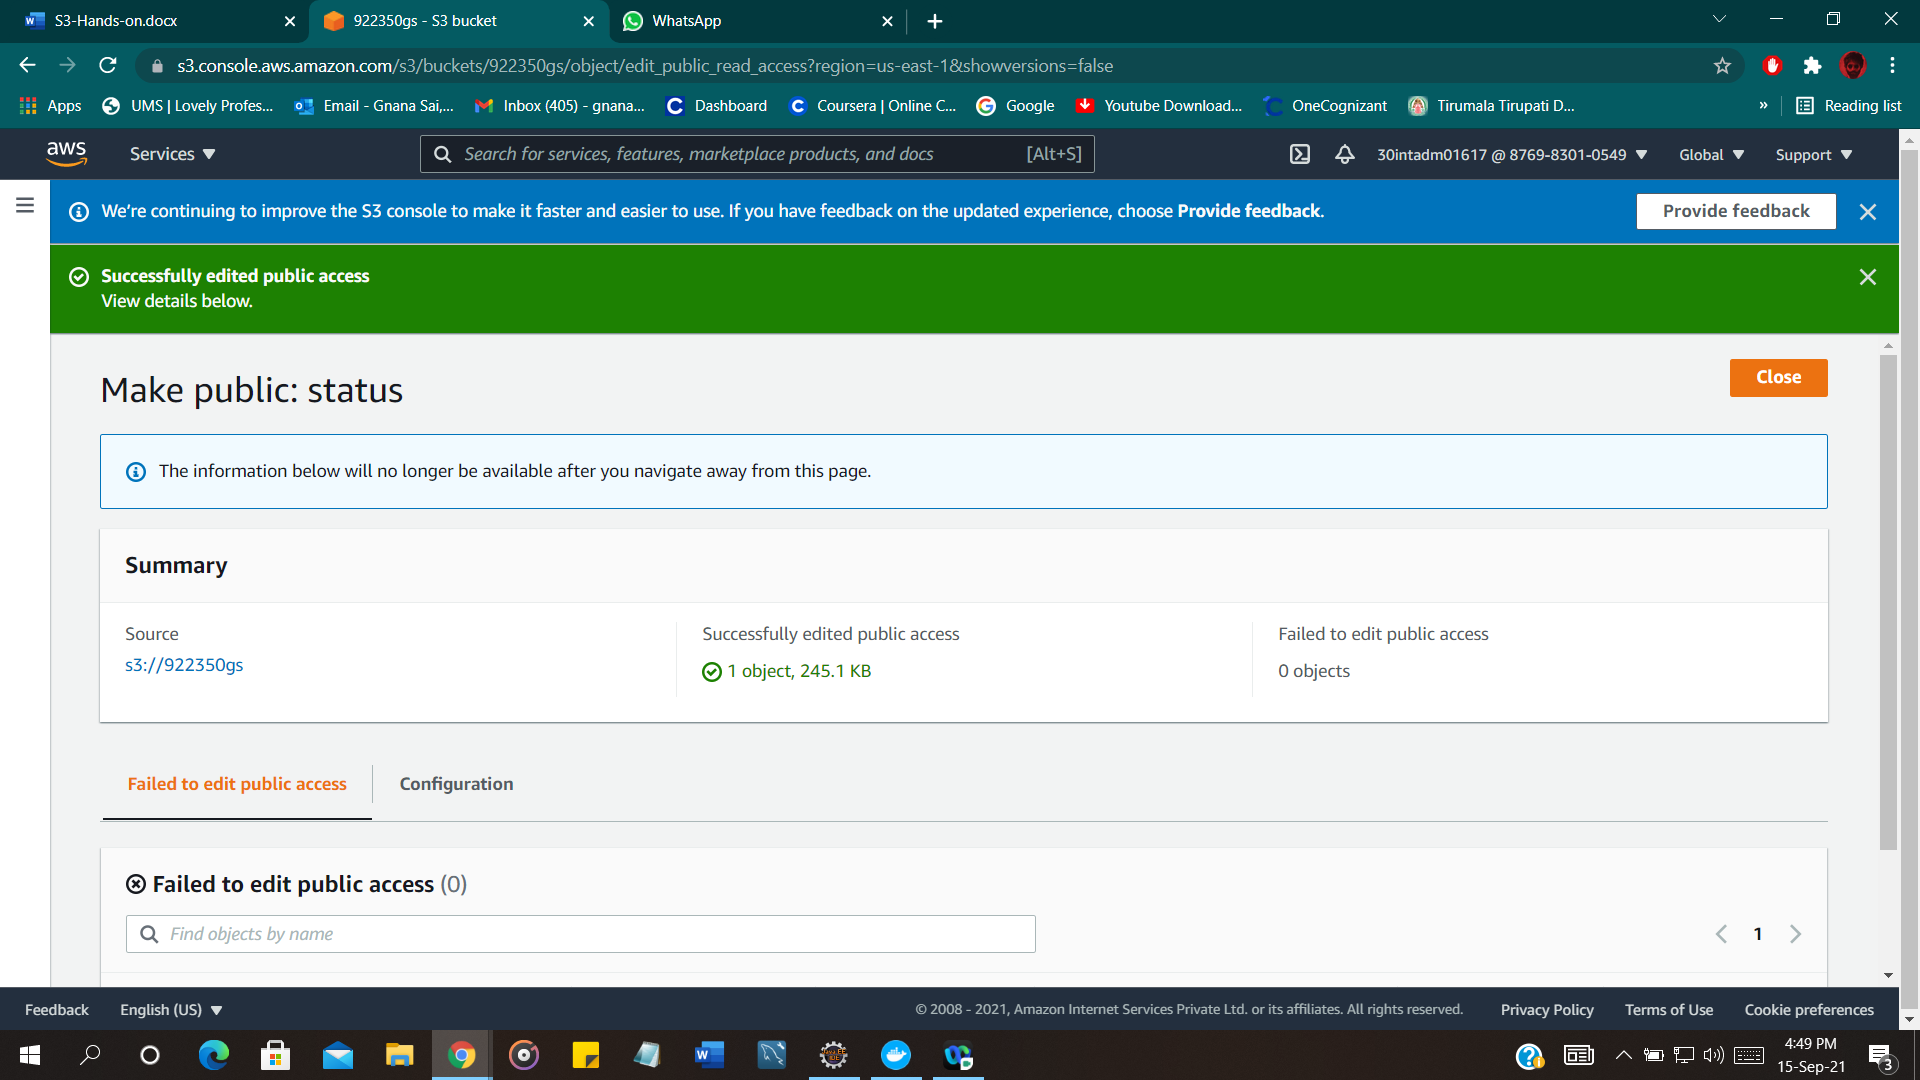 S3-Hands-on.docx
922350gs - S3 bucket
WhatsApp
s3.console.aws.amazon.com/s3/buckets/922350gs/object/edit_public_read_access?region=us-east-1&showversions=false
Apps
UMS | Lovely Profes...
Email - Gnana Sai,...
Inbox (405) - gnana...
Dashboard
Coursera | Online C...
Google
Youtube Download...
OneCognizant
Tirumala Tirupati D...
»
Reading list
aws
Services
Search for services, features, marketplace products, and docs
[Alt+S]
30intadm01617 @ 8769-8301-0549
Global
Support
We're continuing to improve the S3 console to make it faster and easier to use. If you have feedback on the updated experience, choose Provide feedback.
Provide feedback
Successfully edited public access
View details below.
Make public: status
Close
The information below will no longer be available after you navigate away from this page.
Summary
Source
s3://922350gs
Successfully edited public access
1 object, 245.1 KB
Failed to edit public access
0 objects
Failed to edit public access
Configuration
Failed to edit public access (0)
Find objects by name
1
Feedback
English (US)
© 2008 - 2021, Amazon Internet Services Private Ltd. or its affiliates. All rights reserved.
Privacy Policy
Terms of Use
Cookie preferences
4:49 PM
15-Sep-21
3